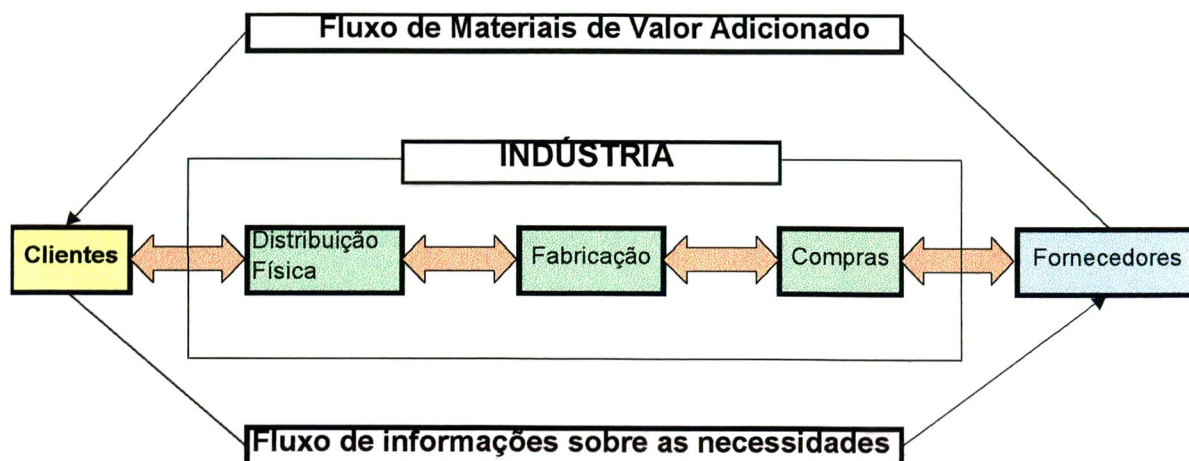 Fluxo de Materiais de Valor Adicionado
INDÚSTRIA
Clientes
Distribuição
Física
Fabricação
Compras
Fornecedores
Fluxo de informações sobre as necessidades